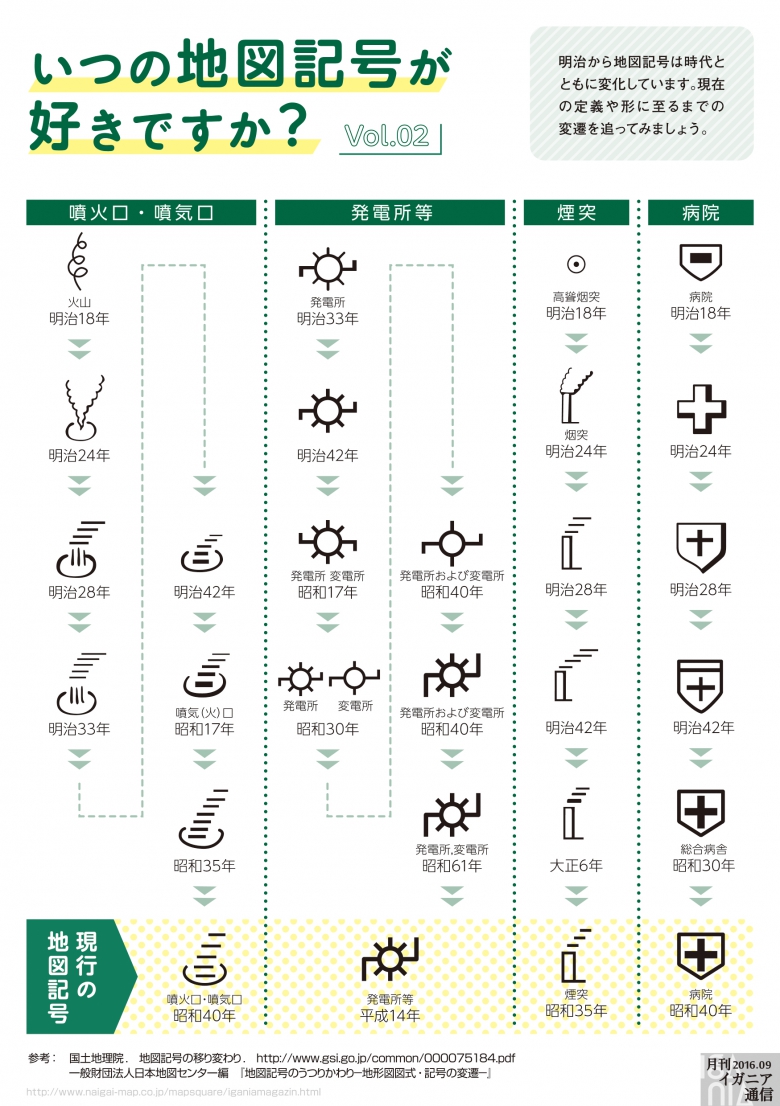 いつの地図記号が
好きですか？ Vol.02
明治から地図記号は時代と
ともに変化しています。現在
の定義や形に至るまでの
変遷を追ってみましょう。
噴火口・噴気口
火山
明治18年
明治24年
明治28年
明治33年
明治42年
噴気(火)口
昭和17年
昭和35年
発電所等
発電所
明治33年
明治42年
発電所 変電所
昭和17年
発電所 変電所
昭和30年
発電所および変電所
昭和40年
発電所および変電所
昭和40年
発電所,変電所
昭和61年
煙突
高聳烟突
明治18年
烟突
明治24年
明治28年
明治42年
大正6年
病院
病院
明治18年
明治24年
明治28年
明治42年
総合病舎
昭和30年
現行の
地図記号
噴火口・噴気口
昭和40年
発電所等
平成14年
煙突
昭和35年
病院
昭和40年
参考： 国土地理院． 地図記号の移り変わり． http://www.gsi.go.jp/common/000075184.pdf
一般財団法人日本地図センター編 『地図記号のうつりかわり－地形図図式・記号の変遷－』
http://www.naigai-map.co.jp/mapsquare/iganiamagazin.html
月刊 2016.09
イガニア
通信